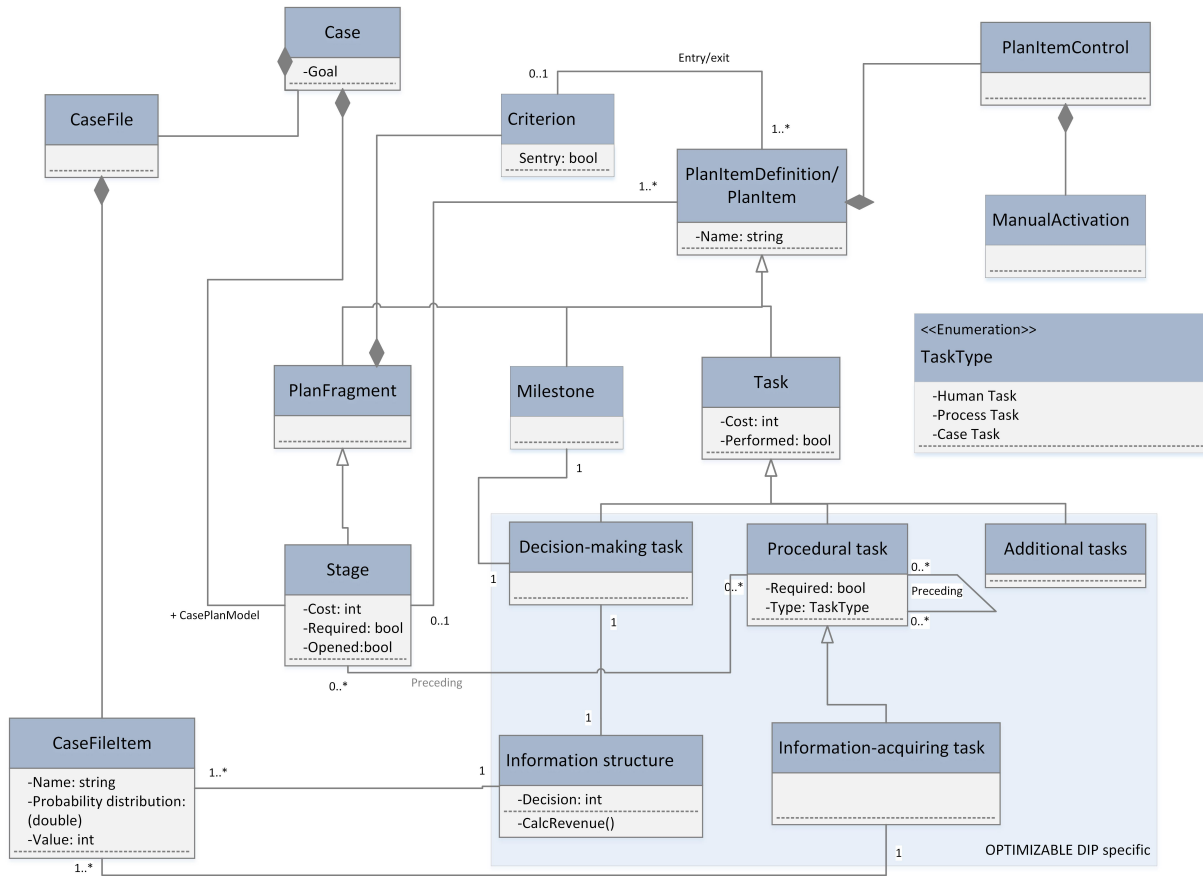 Case
-Goal
PlanItemControl
Entry/exit
0..1
CaseFile
Criterion
Sentry: bool
1..*
PlanItemDefinition/
PlanItem
-Name: string
1..*
ManualActivation
<<Enumeration>>
TaskType
-Human Task
-Process Task
-Case Task
PlanFragment
Milestone
Task
-Cost: int
-Performed: bool
1
Decision-making task
Procedural task
-Required: bool
-Type: TaskType
Additional tasks
0..*
Preceding
0..*
0..*
1
Stage
-Cost: int
-Required: bool
-Opened:bool
+ CasePlanModel
0..1
1
0..*
Preceding
1
CaseFileItem
-Name: string
-Probability distribution:
(double)
-Value: int
1..*
1
Information structure
-Decision: int
-CalcRevenue()
Information-acquiring task
1
OPTIMIZABLE DIP specific
1..*